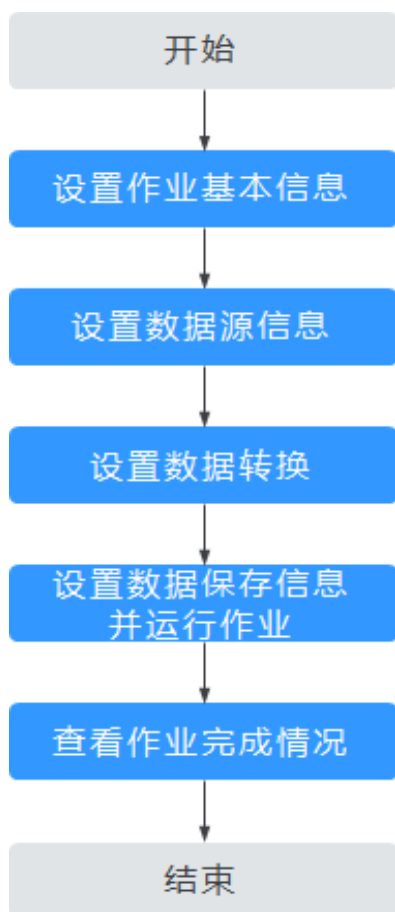 开始
设置作业基本信息
设置数据源信息
设置数据转换
设置数据保存信息
并运行作业
查看作业完成情况
结束